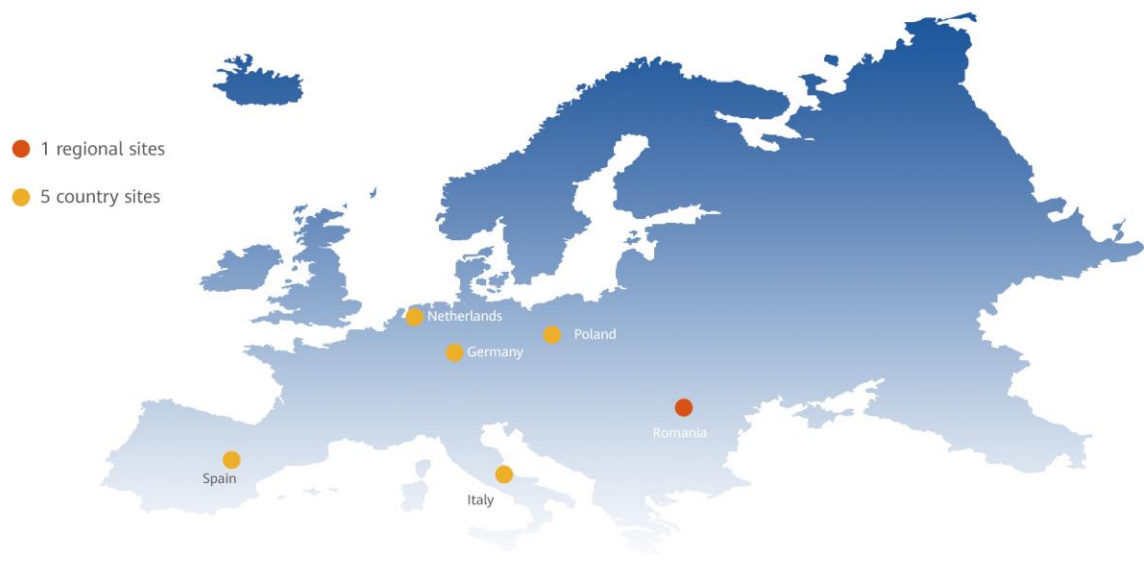 1 regional sites
5 country sites
Netherlands
Poland
Germany
Romania
Spain
Italy